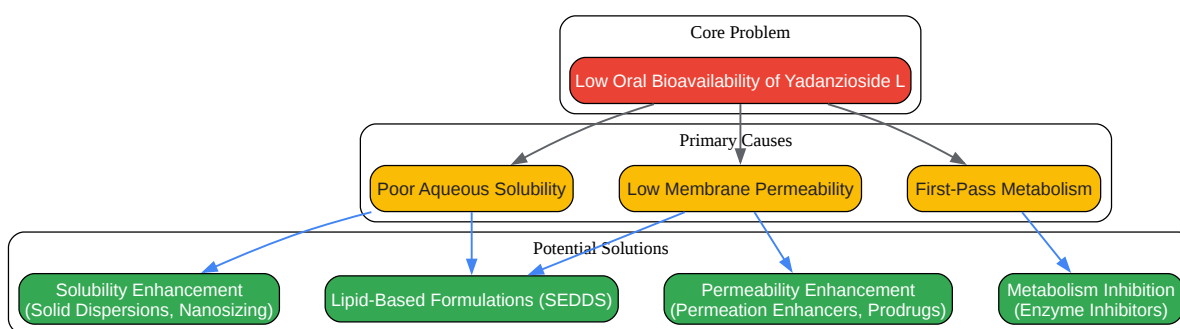 Core Problem
Low Oral Bioavailability of Yadanzioside L
Primary Causes
Poor Aqueous Solubility
Low Membrane Permeability
First-Pass Metabolism
Potential Solutions
Solubility Enhancement
(Solid Dispersions, Nanosizing)
Lipid-Based Formulations (SEDDS)
Permeability Enhancement
(Permeation Enhancers, Prodrugs)
Metabolism Inhibition
(Enzyme Inhibitors)